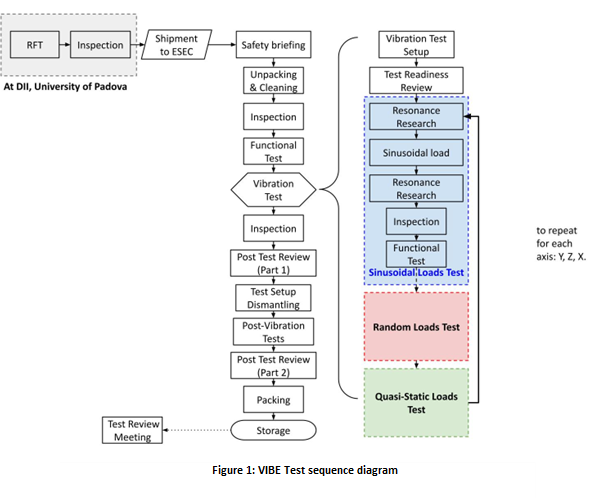 RFT
Inspection
At DII, University of Padova
Shipment
to ESEC
Safety briefing
Unpacking
& Cleaning
Inspection
Functional
Test
Vibration
Test
Inspection
Post Test Review
(Part 1)
Test Setup
Dismantling
Post-Vibration
Tests
Post Test Review
(Part 2)
Packing
Storage
Test Review
Meeting
Vibration Test
Setup
Test Readiness
Review
Resonance
Research
Sinusoidal load
Resonance
Research
Inspection
Functional
Test
Sinusoidal Loads Test
Random Loads Test
Quasi-Static Loads
Test
to repeat
for each
axis: Y, Z, X.
Figure 1: VIBE Test sequence diagram